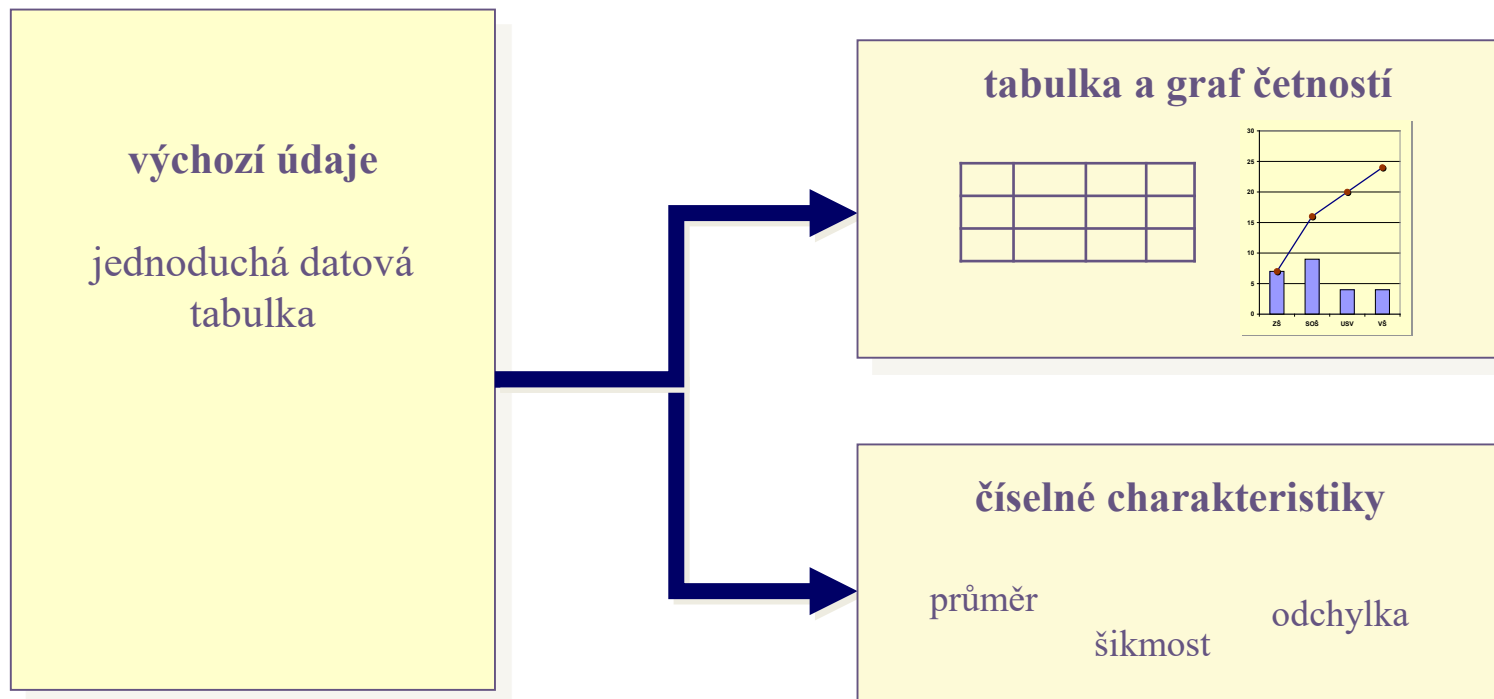 výchozí údaje
jednoduchá datová
tabulka
tabulka a graf četností
30
25
20
15
10
5
0
ZŠ
SOŠ
USV
VŠ
číselné charakteristiky
průměr
šikmost
odchylka